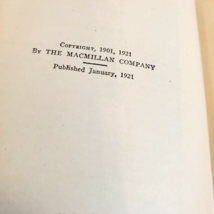 Copyright, 1901, 1921
By THE MACMILLAN COMPANY
Published January, 1921